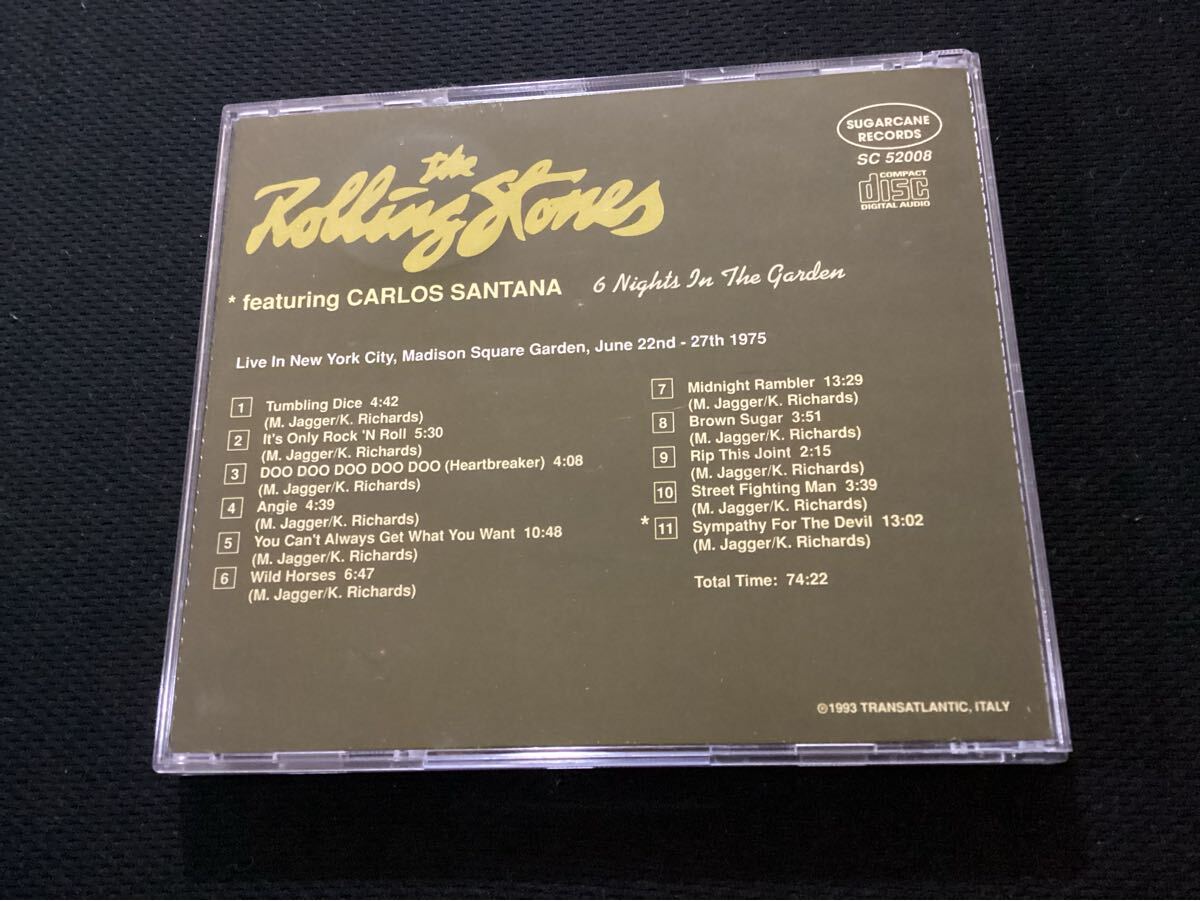 SUGARCANE
RECORDS
SC 52008
COMPACT
disc
DIGITAL AUDIO
the
Rolling Stones
* featuring CARLOS SANTANA 6 Nights In The Garden
Live In New York City, Madison Square Garden, June 22nd - 27th 1975
1 Tumbling Dice 4:42
(M. Jagger/K. Richards)
2 It's Only Rock 'N Roll 5:30
(M. Jagger/K. Richards)
3 DOO DOO DOO DOO DOO (Heartbreaker) 4:08
(M. Jagger/K. Richards)
4 Angie 4:39
(M. Jagger/K. Richards)
5 You Can't Always Get What You Want 10:48
(M. Jagger/K. Richards)
6 Wild Horses 6:47
(M. Jagger/K. Richards)
7 Midnight Rambler 13:29
(M. Jagger/K. Richards)
8 Brown Sugar 3:51
(M. Jagger/K. Richards)
9 Rip This Joint 2:15
(M. Jagger/K. Richards)
10 Street Fighting Man 3:39
(M. Jagger/K. Richards)
* 11 Sympathy For The Devil 13:02
(M. Jagger/K. Richards)
Total Time: 74:22
℗1993 TRANSATLANTIC, ITALY